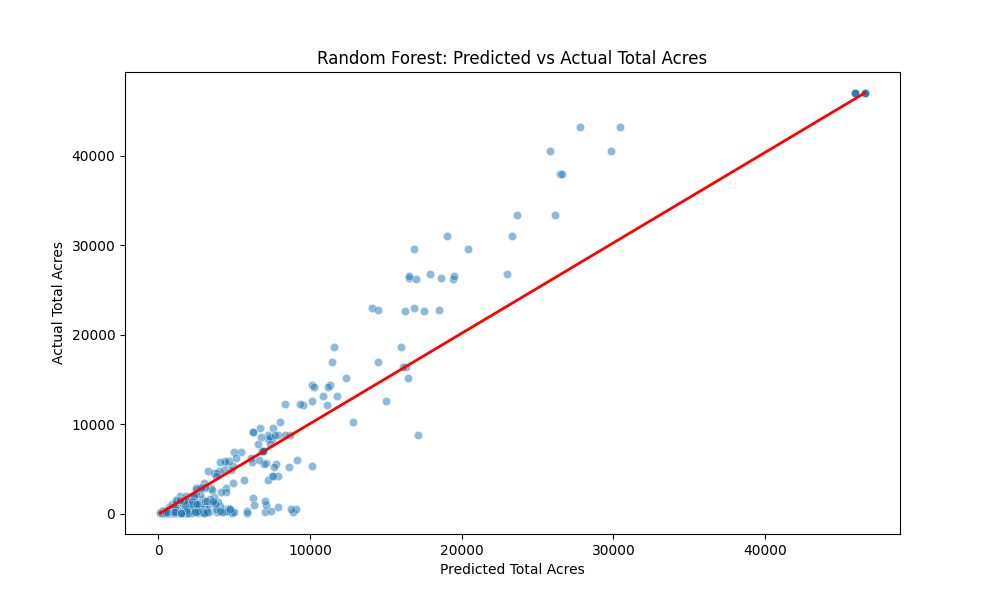 Random Forest: Predicted vs Actual Total Acres
Actual Total Acres
40000
30000
20000
10000
0
0 10000 20000 30000 40000
Predicted Total Acres